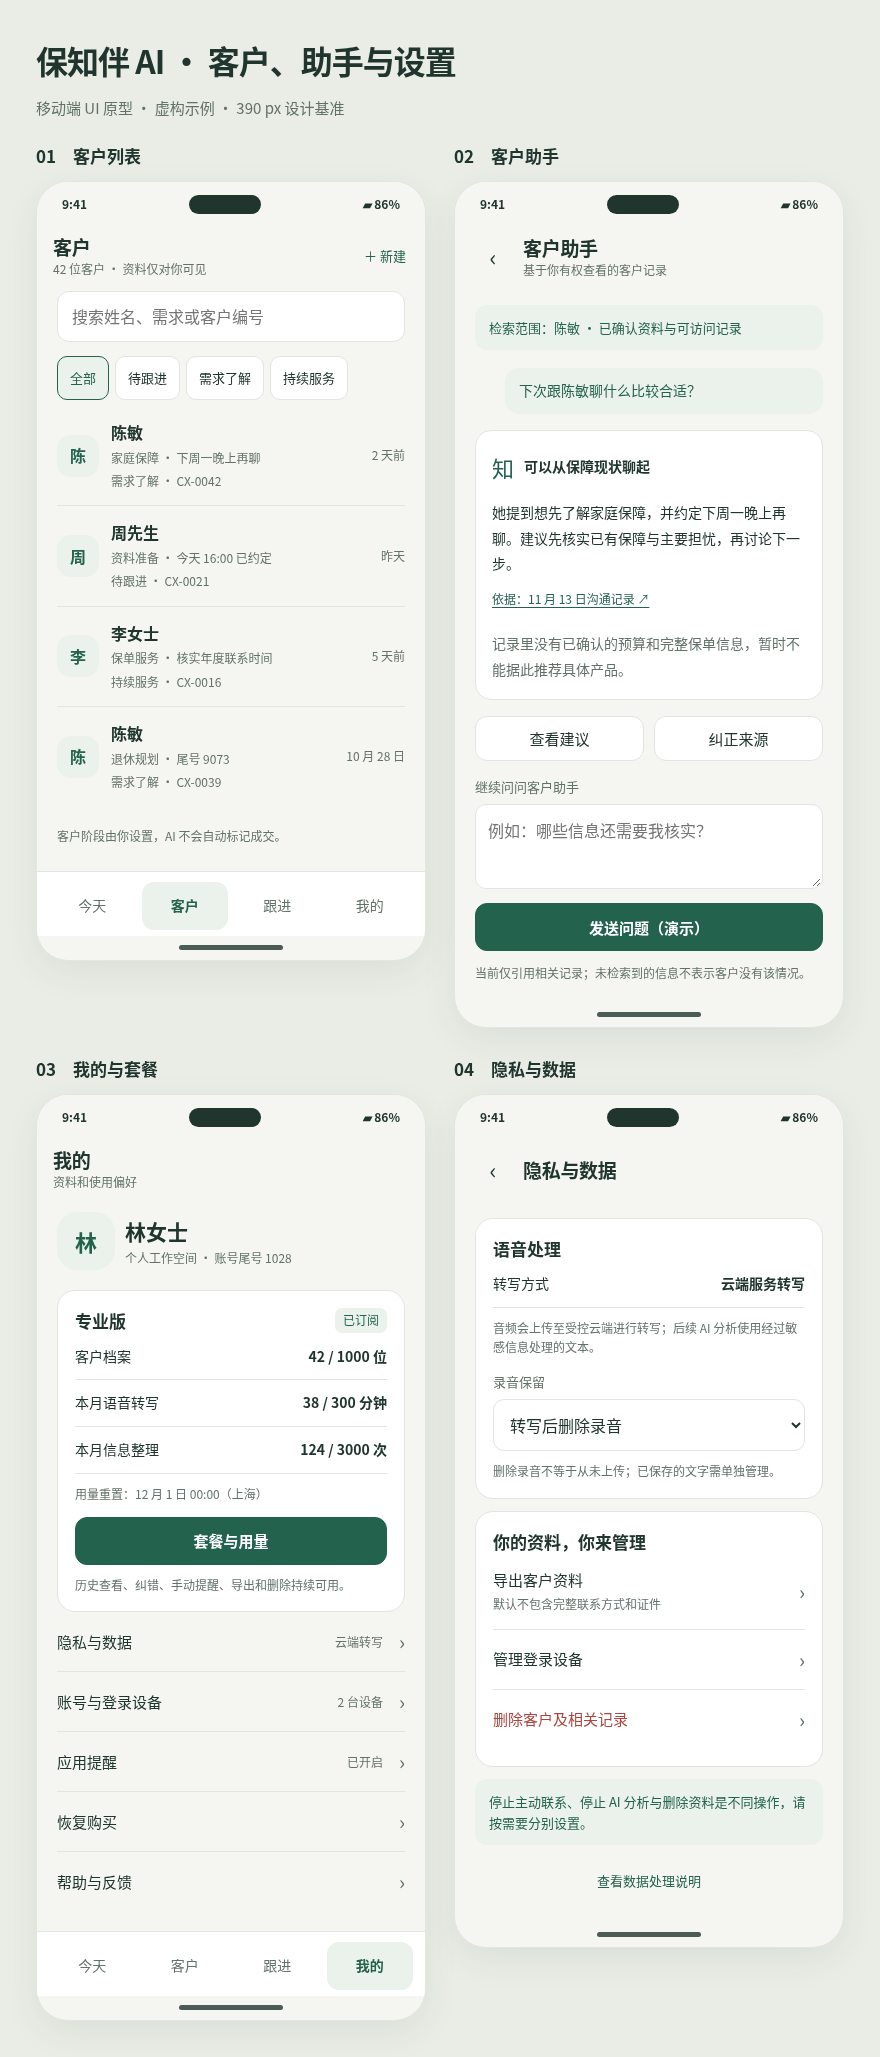 保知伴 AI · 客户、助手与设置
移动端 UI 原型 · 虚构示例 · 390 px 设计基准
01 客户列表
9:41
86%
客户
42 位客户 · 资料仅对你可见
＋ 新建
搜索姓名、需求或客户编号
全部 待跟进 需求了解 持续服务
陈
陈敏
家庭保障 · 下周一晚上再聊
需求了解 · CX-0042
2 天前
周
周先生
资料准备 · 今天 16:00 已约定
待跟进 · CX-0021
昨天
李
李女士
保单服务 · 核实年度联系时间
持续服务 · CX-0016
5 天前
陈
陈敏
退休规划 · 尾号 9073
需求了解 · CX-0039
10 月 28 日
客户阶段由你设置，AI 不会自动标记成交。
今天 客户 跟进 我的
02 客户助手
9:41
86%
‹
客户助手
基于你有权查看的客户记录
检索范围：陈敏 · 已确认资料与可访问记录
下次跟陈敏聊什么比较合适？
知 可以从保障现状聊起
她提到想先了解家庭保障，并约定下周一晚上再
聊。建议先核实已有保障与主要担忧，再讨论下一
步。
依据：11 月 13 日沟通记录 ↗
记录里没有已确认的预算和完整保单信息，暂时不
能据此推荐具体产品。
查看建议 纠正来源
继续问问客户助手
例如：哪些信息还需要我核实？
发送问题（演示）
当前仅引用相关记录；未检索到的信息不表示客户没有该情况。
03 我的与套餐
9:41
86%
我的
资料和使用偏好
林
林女士
个人工作空间 · 账号尾号 1028
专业版 已订阅
客户档案 42 / 1000 位
本月语音转写 38 / 300 分钟
本月信息整理 124 / 3000 次
用量重置：12 月 1 日 00:00（上海）
套餐与用量
历史查看、纠错、手动提醒、导出和删除持续可用。
隐私与数据 云端转写 ›
账号与登录设备 2 台设备 ›
应用提醒 已开启 ›
恢复购买 ›
帮助与反馈 ›
今天 客户 跟进 我的
04 隐私与数据
9:41
86%
‹ 隐私与数据
语音处理
转写方式 云端服务转写
音频会上传至受控云端进行转写；后续 AI 分析使用经过敏
感信息处理的文本。
录音保留
转写后删除录音
删除录音不等于从未上传；已保存的文字需单独管理。
你的资料，你来管理
导出客户资料
默认不包含完整联系方式和证件
›
管理登录设备 ›
删除客户及相关记录 ›
停止主动联系、停止 AI 分析与删除资料是不同操作，请
按需要分别设置。
查看数据处理说明